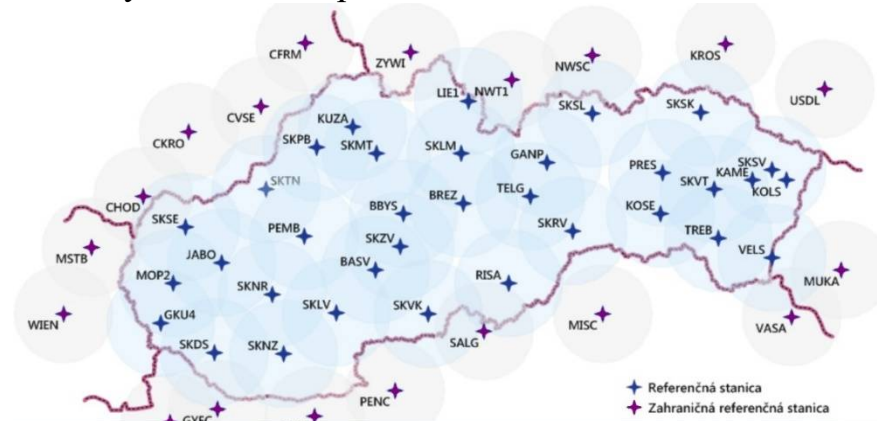 CFRM
ZYWI
NWSC
KROS
LIE1
NWT1
USDL
CVSE
KUZA
SKSL
SKSK
CKRO
SKPB
SKMT
SKLM
GANP
PRES
KAME
SKSV
SKTN
SKVT
KOLS
CHOD
BREZ
TELG
BBYS
KOSE
SKSE
PEMB
SKRV
SKZV
TREB
MSTB
JABO
BASV
VELS
MOP2
RISA
MUKA
SKNR
SKLV
SKVK
WIEN
GKU4
MISC
VASA
SALG
SKDS
SKNZ
PENC
Referenčná stanica
Zahraničná referenčná stanica